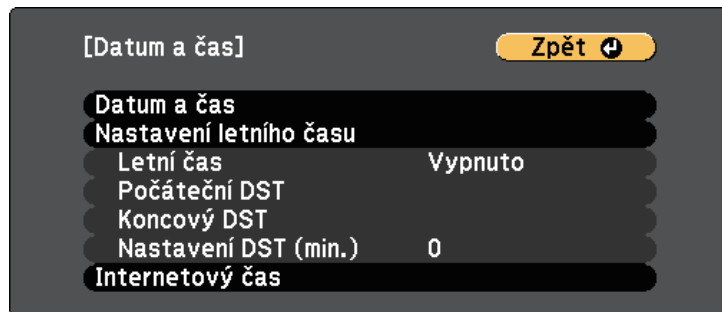 [Datum a čas] Zpět
Datum a čas
Nastavení letního času
Letní čas Vypnuto
Počáteční DST
Koncový DST
Nastavení DST (min.) 0
Internetový čas